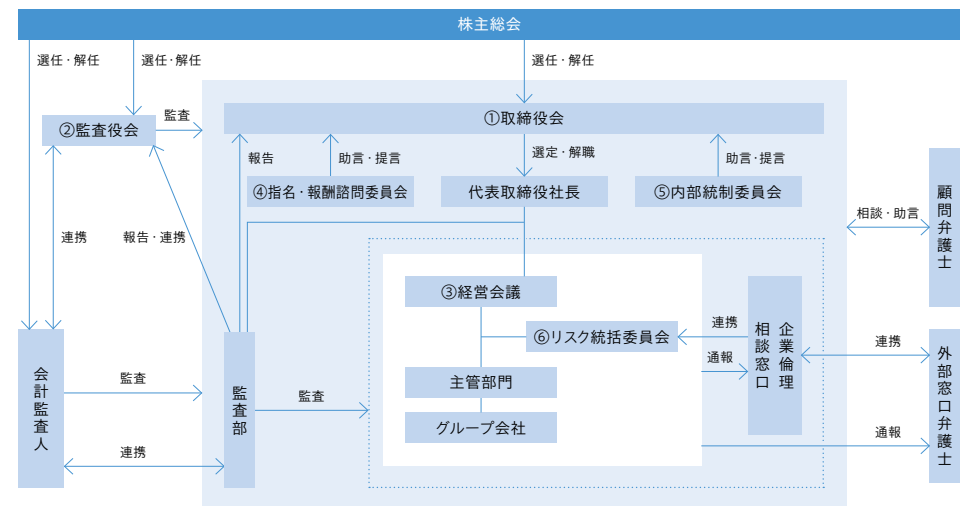 株主総会
選任・解任
選任・解任
選任・解任
②監査役会
監査
①取締役会
報告
助言・提言
選定・解職
助言・提言
④指名・報酬諮問委員会
代表取締役社長
⑤内部統制委員会
顧問弁護士
相談・助言
連携
報告・連携
③経営会議
⑥リスク統括委員会
連携
通報
企業倫理
相談窓口
連携
外部窓口弁護士
会計監査人
監査
監査部
監査
主管部門
グループ会社
通報
連携